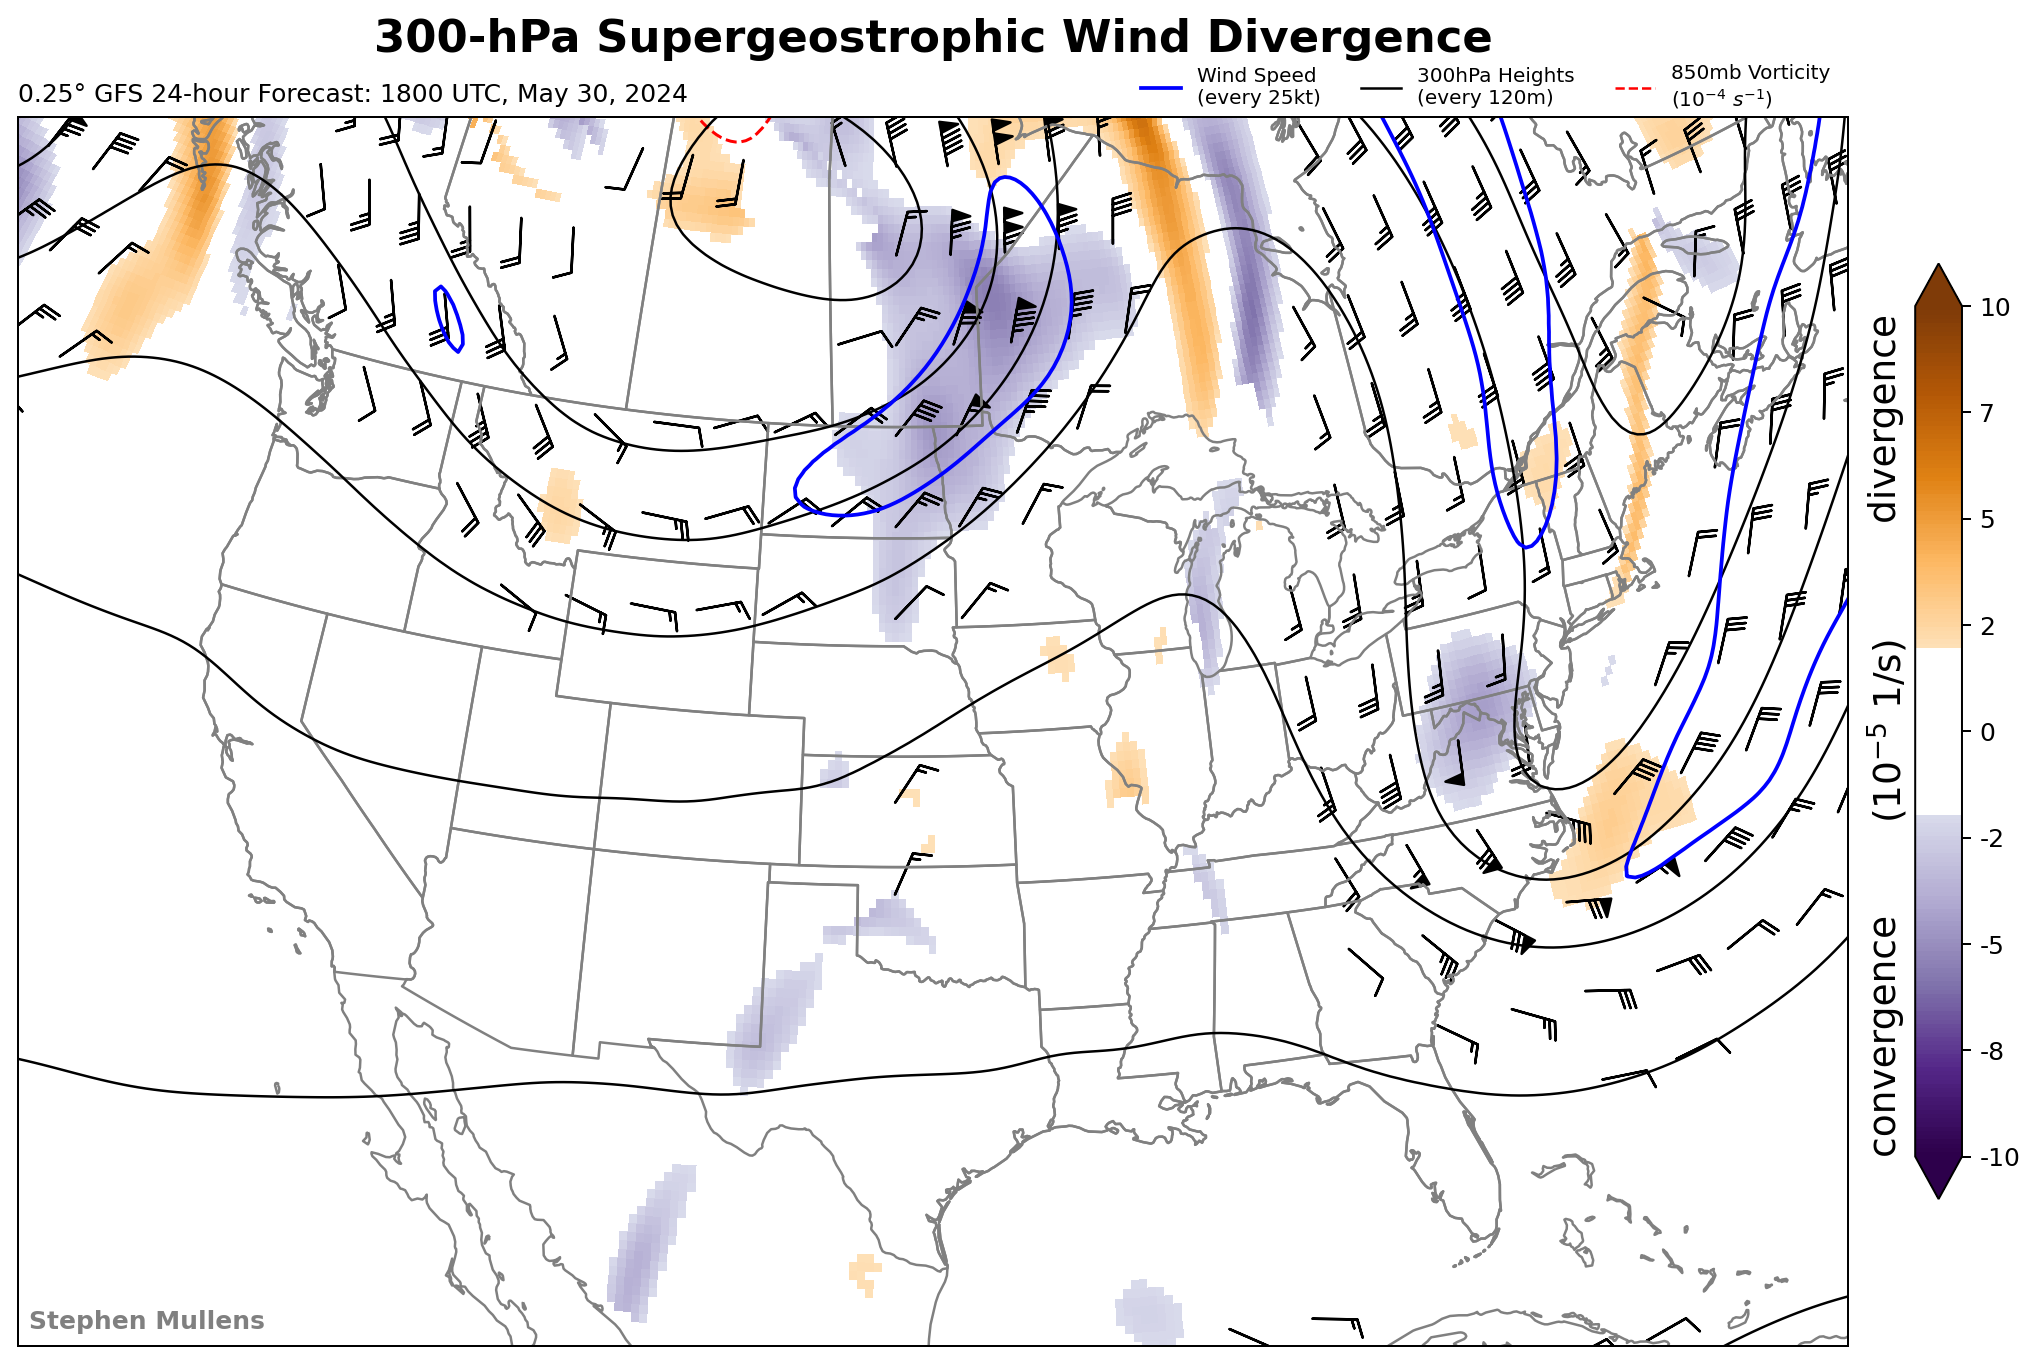 300-hPa Supergeostrophic Wind Divergence
0.25° GFS 24-hour Forecast: 1800 UTC, May 30, 2024
Wind Speed
(every 25kt)
300hPa Heights
(every 120m)
850mb Vorticity
(10⁻⁴ s⁻¹)
10
7
5
2
0
-2
-5
-8
-10
convergence (10⁻⁵ 1/s) divergence
Stephen Mullens